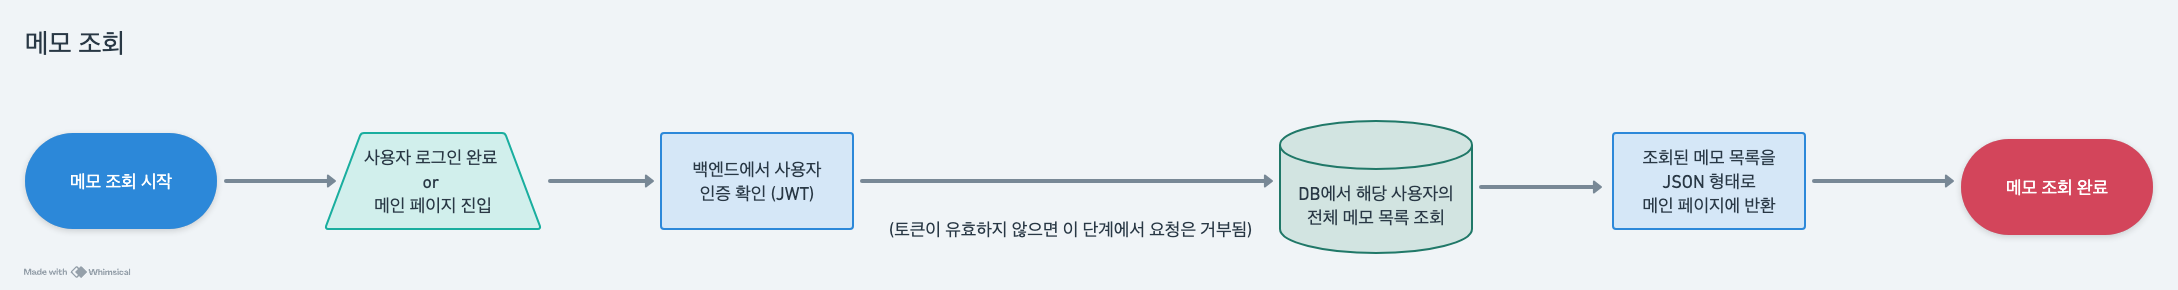 메모 조회
메모 조회 시작
사용자 로그인 완료
or
메인 페이지 진입
백엔드에서 사용자
인증 확인 (JWT)
(토큰이 유효하지 않으면 이 단계에서 요청은 거부됨)
DB에서 해당 사용자의
전체 메모 목록 조회
조회된 메모 목록을
JSON 형태로
메인 페이지에 반환
메모 조회 완료
Made with Whimsical